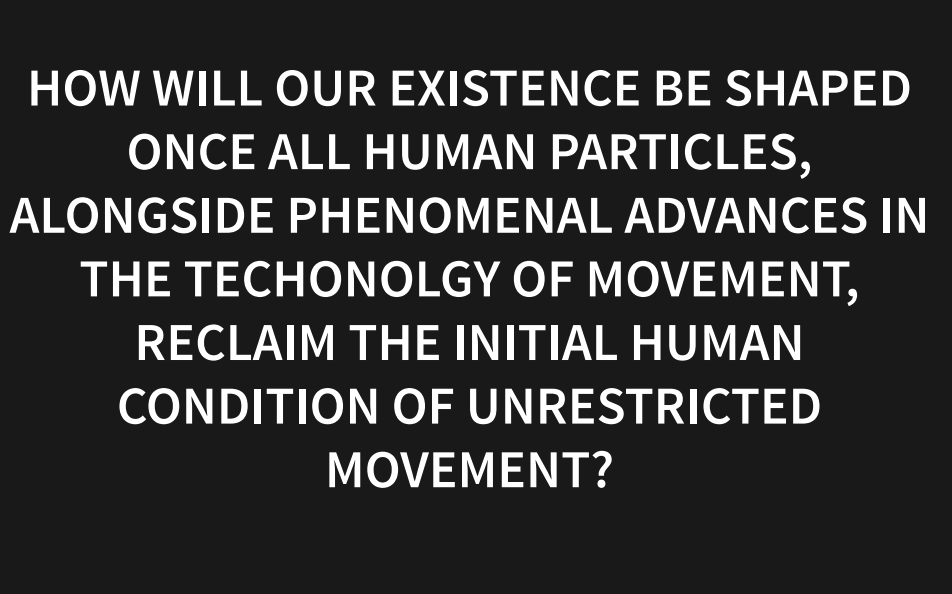 HOW WILL OUR EXISTENCE BE SHAPED
ONCE ALL HUMAN PARTICLES,
ALONGSIDE PHENOMENAL ADVANCES IN
THE TECHONOLGY OF MOVEMENT,
RECLAIM THE INITIAL HUMAN
CONDITION OF UNRESTRICTED
MOVEMENT?